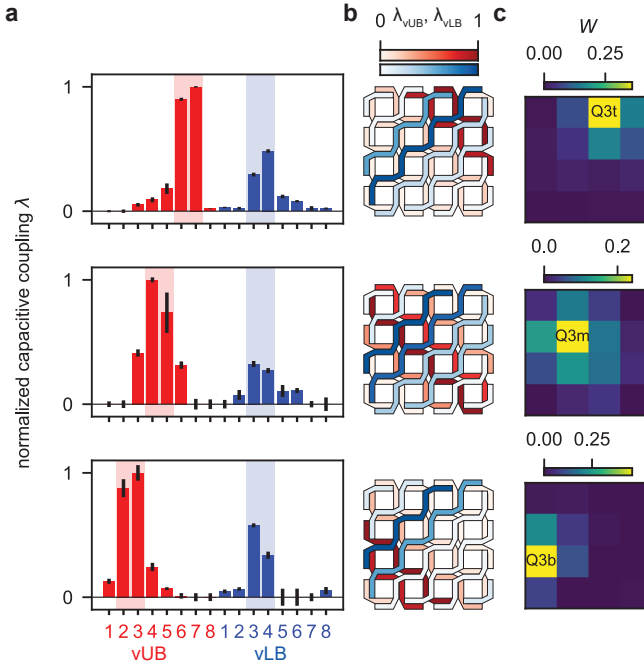 a
b
c
0 λvUB, λvLB 1
W
0.00 0.25
1
0
Q3t
normalized capacitive coupling λ
0.0 0.2
1
0
Q3m
0.00 0.25
1
0
Q3b
1 2 3 4 5 6 7 8 1 2 3 4 5 6 7 8
vUB vLB